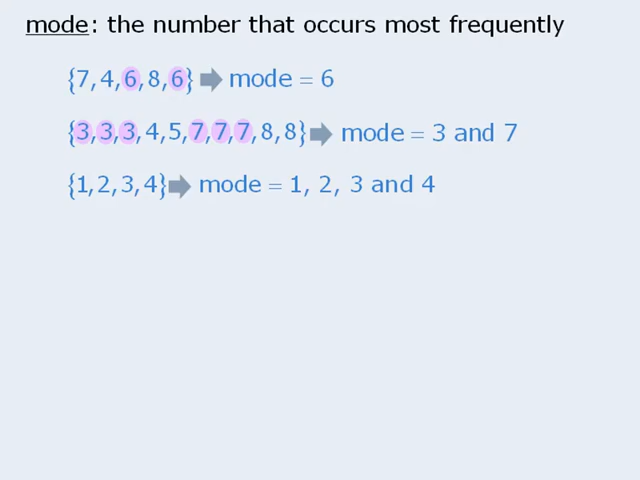 mode: the number that occurs most frequently
{7,4,6,8,6} mode = 6
{3,3,3,4,5,7,7,7,8,8} mode = 3 and 7
{1,2,3,4} mode = 1, 2, 3 and 4